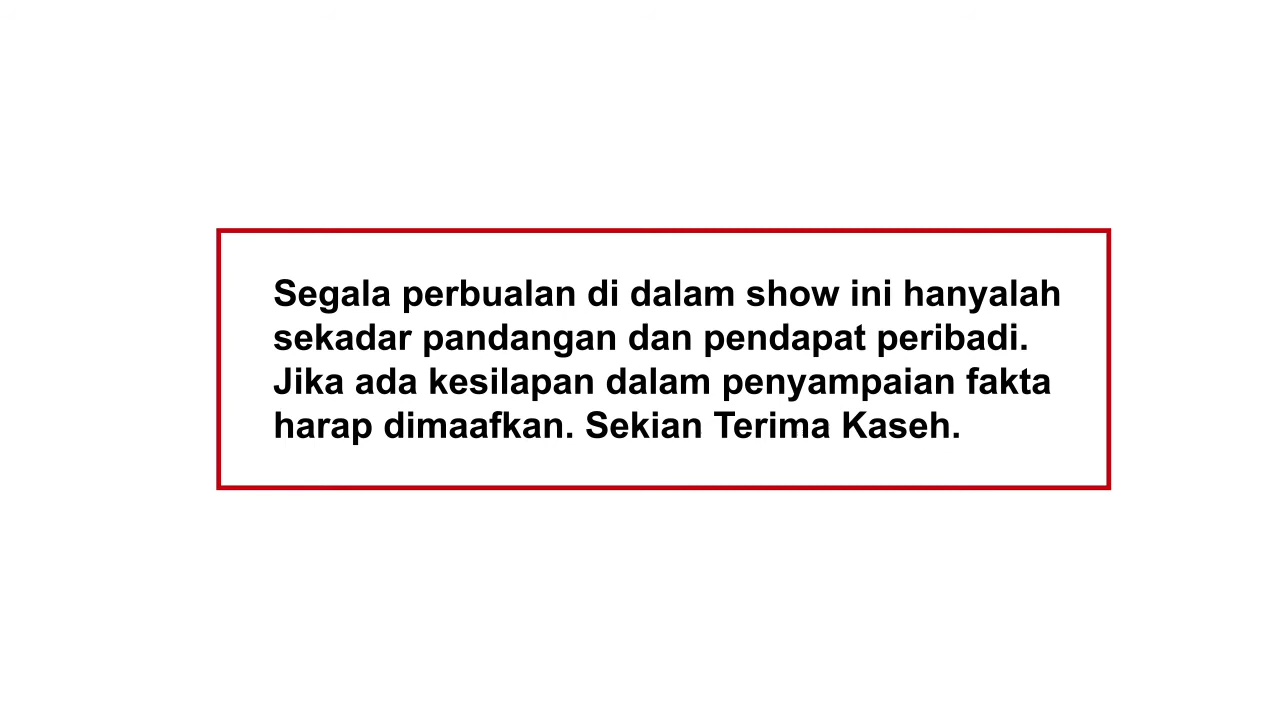 Segala perbualan di dalam show ini hanyalah
sekadar pandangan dan pendapat peribadi.
Jika ada kesilapan dalam penyampaian fakta
harap dimaafkan. Sekian Terima Kaseh.